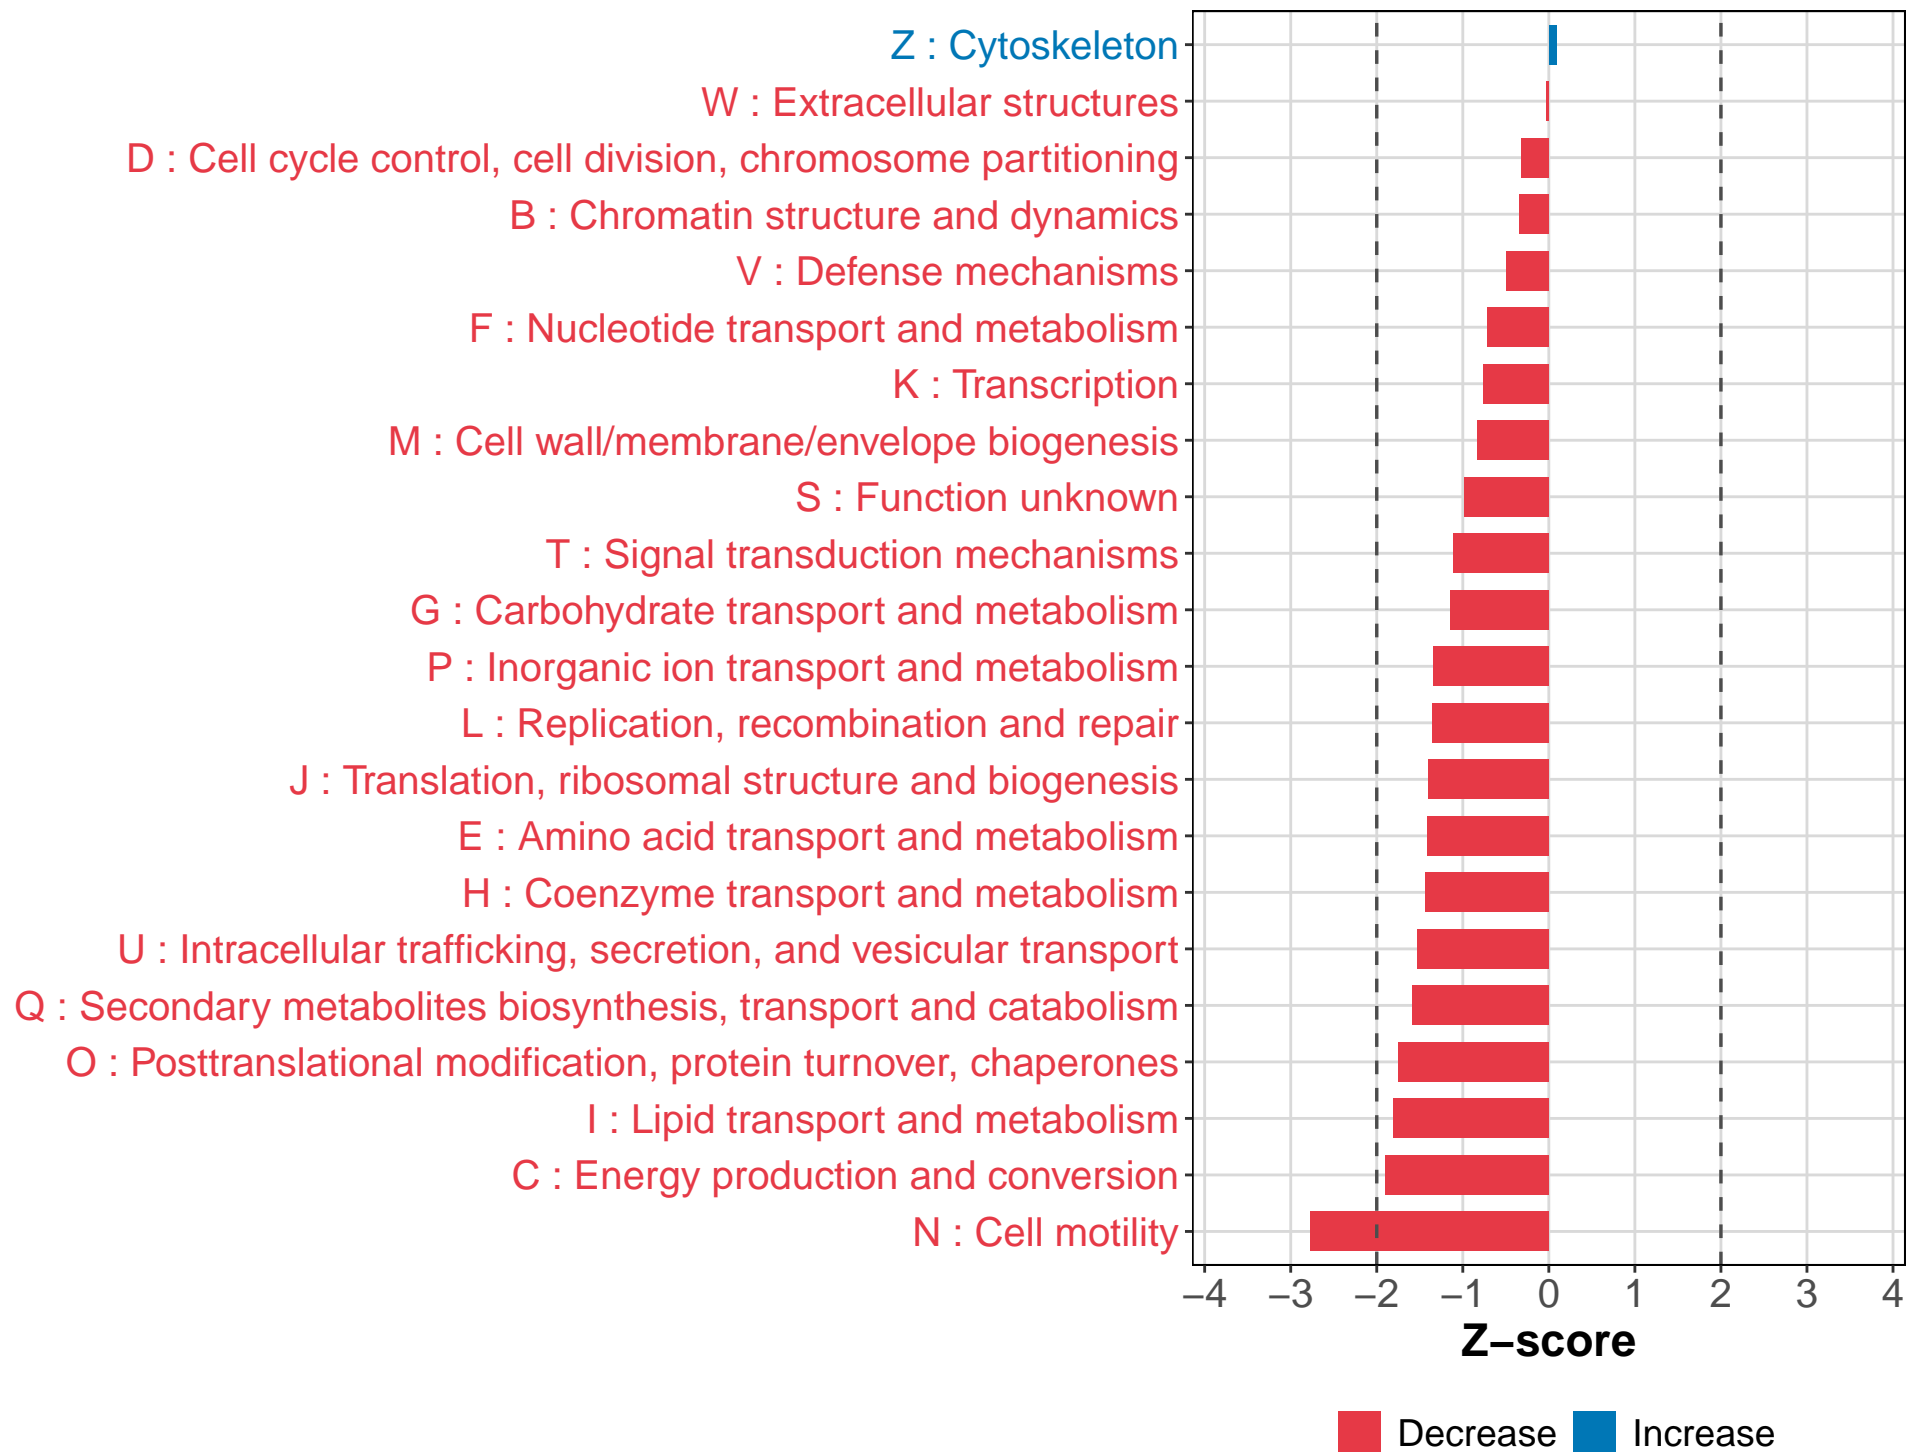 Z : Cytoskeleton
W : Extracellular structures
D : Cell cycle control, cell division, chromosome partitioning
B : Chromatin structure and dynamics
V : Defense mechanisms
F : Nucleotide transport and metabolism
K : Transcription
M : Cell wall/membrane/envelope biogenesis
S : Function unknown
T : Signal transduction mechanisms
G : Carbohydrate transport and metabolism
P : Inorganic ion transport and metabolism
L : Replication, recombination and repair
J : Translation, ribosomal structure and biogenesis
E : Amino acid transport and metabolism
H : Coenzyme transport and metabolism
U : Intracellular trafficking, secretion, and vesicular transport
Q : Secondary metabolites biosynthesis, transport and catabolism
O : Posttranslational modification, protein turnover, chaperones
I : Lipid transport and metabolism
C : Energy production and conversion
N : Cell motility
−4 −3 −2 −1 0 1 2 3 4
Z−score
Decrease Increase